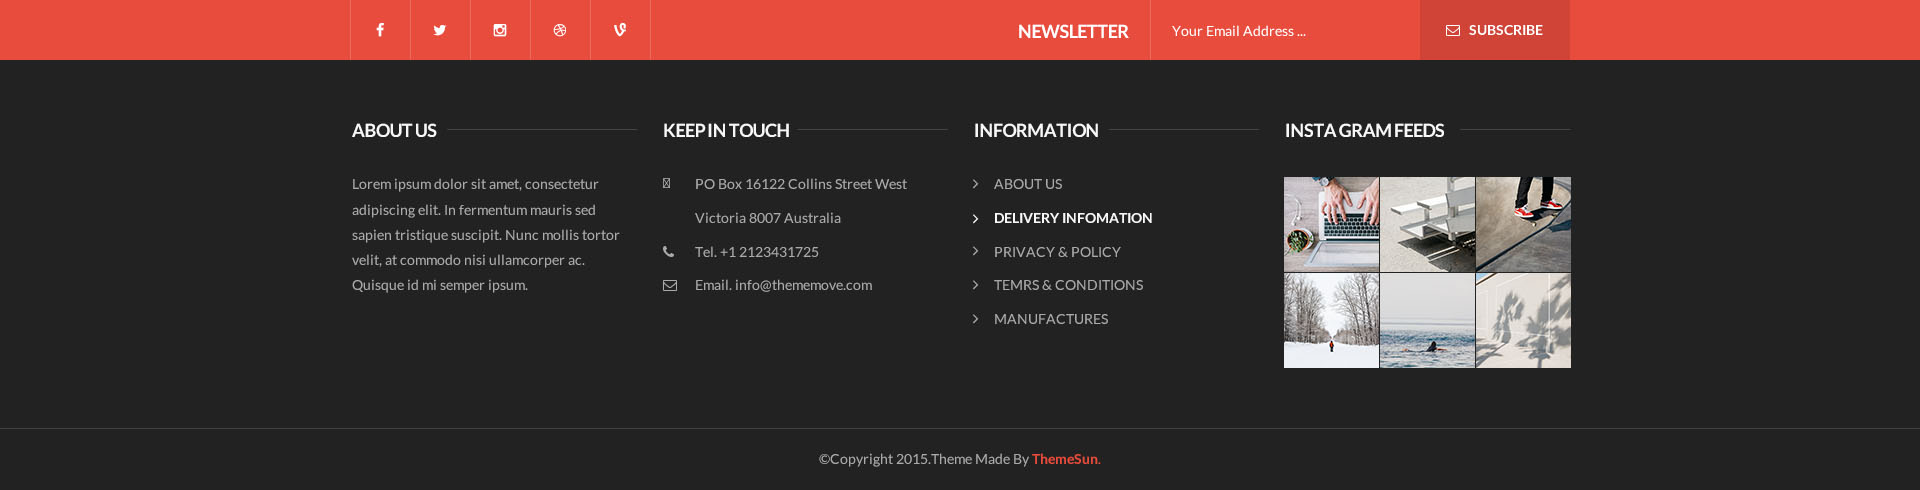 NEWSLETTER
Your Email Address ...
SUBSCRIBE
ABOUT US
Lorem ipsum dolor sit amet, consectetur
adipiscing elit. In fermentum mauris sed
sapien tristique suscipit. Nunc mollis tortor
velit, at commodo nisi ullamcorper ac.
Quisque id mi semper ipsum.
KEEP IN TOUCH
PO Box 16122 Collins Street West
Victoria 8007 Australia
Tel. +1 2123431725
Email. info@thememove.com
INFORMATION
ABOUT US
DELIVERY INFOMATION
PRIVACY & POLICY
TEMRS & CONDITIONS
MANUFACTURES
INSTA GRAM FEEDS
©Copyright 2015.Theme Made By ThemeSun.